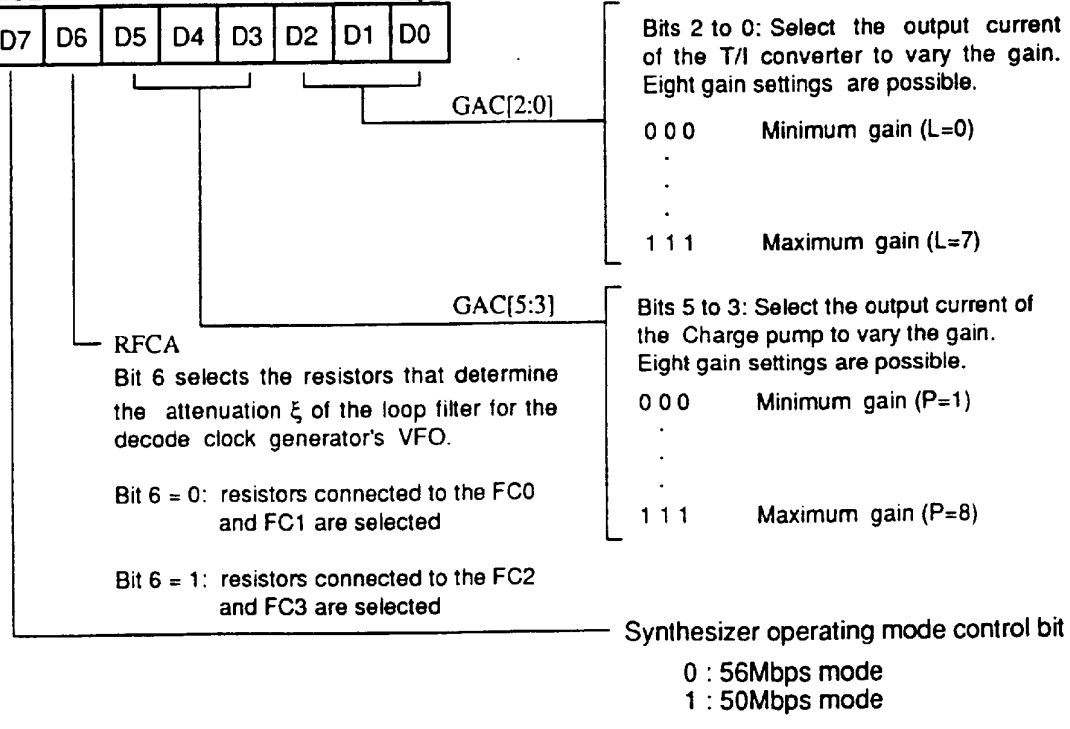 D7 D6 D5 D4 D3 D2 D1 D0
Bits 2 to 0: Select the output current
of the T/I converter to vary the gain.
Eight gain settings are possible.
GAC[2:0]
0 0 0 Minimum gain (L=0)
.
.
.
1 1 1 Maximum gain (L=7)
GAC[5:3]
Bits 5 to 3: Select the output current of
the Charge pump to vary the gain.
Eight gain settings are possible.
0 0 0 Minimum gain (P=1)
.
.
.
1 1 1 Maximum gain (P=8)
RFCA
Bit 6 selects the resistors that determine
the attenuation ξ of the loop filter for the
decode clock generator's VFO.
Bit 6 = 0: resistors connected to the FC0
and FC1 are selected
Bit 6 = 1: resistors connected to the FC2
and FC3 are selected
Synthesizer operating mode control bit
0 : 56Mbps mode
1 : 50Mbps mode